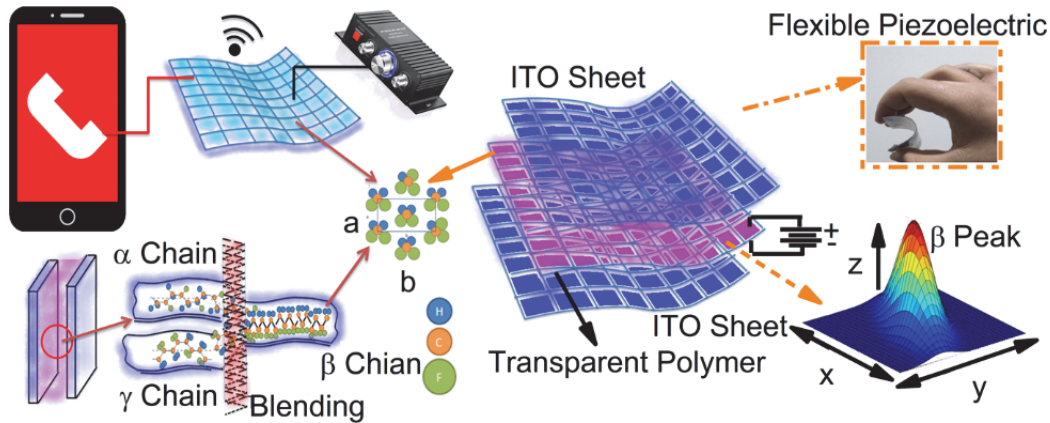 Flexible Piezoelectric
ITO Sheet
a
b
α Chain
γ Chain
Blending
β Chian
H
C
F
+
-
ITO Sheet
Transparent Polymer
β Peak
z
x
y